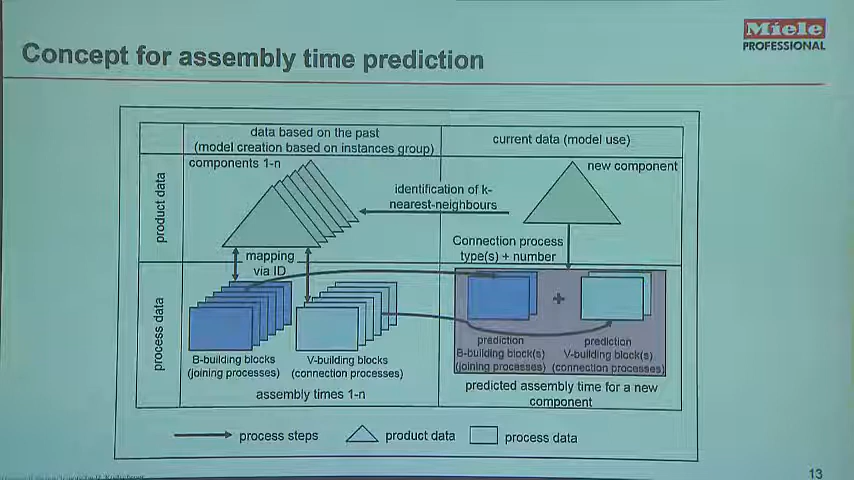 Concept for assembly time prediction
Miele
PROFESSIONAL
data based on the past
(model creation based on instances group)
current data (model use)
product data
components 1-n
identification of k-
nearest-neighbours
new component
mapping
via ID
Connection process
type(s) + number
process data
B-building blocks
(joining processes)
V-building blocks
(connection processes)
assembly times 1-n
+
prediction
B-building block(s)
(joining processes)
prediction
V-building block(s)
(connection processes)
predicted assembly time for a new
component
process steps
product data
process data
13